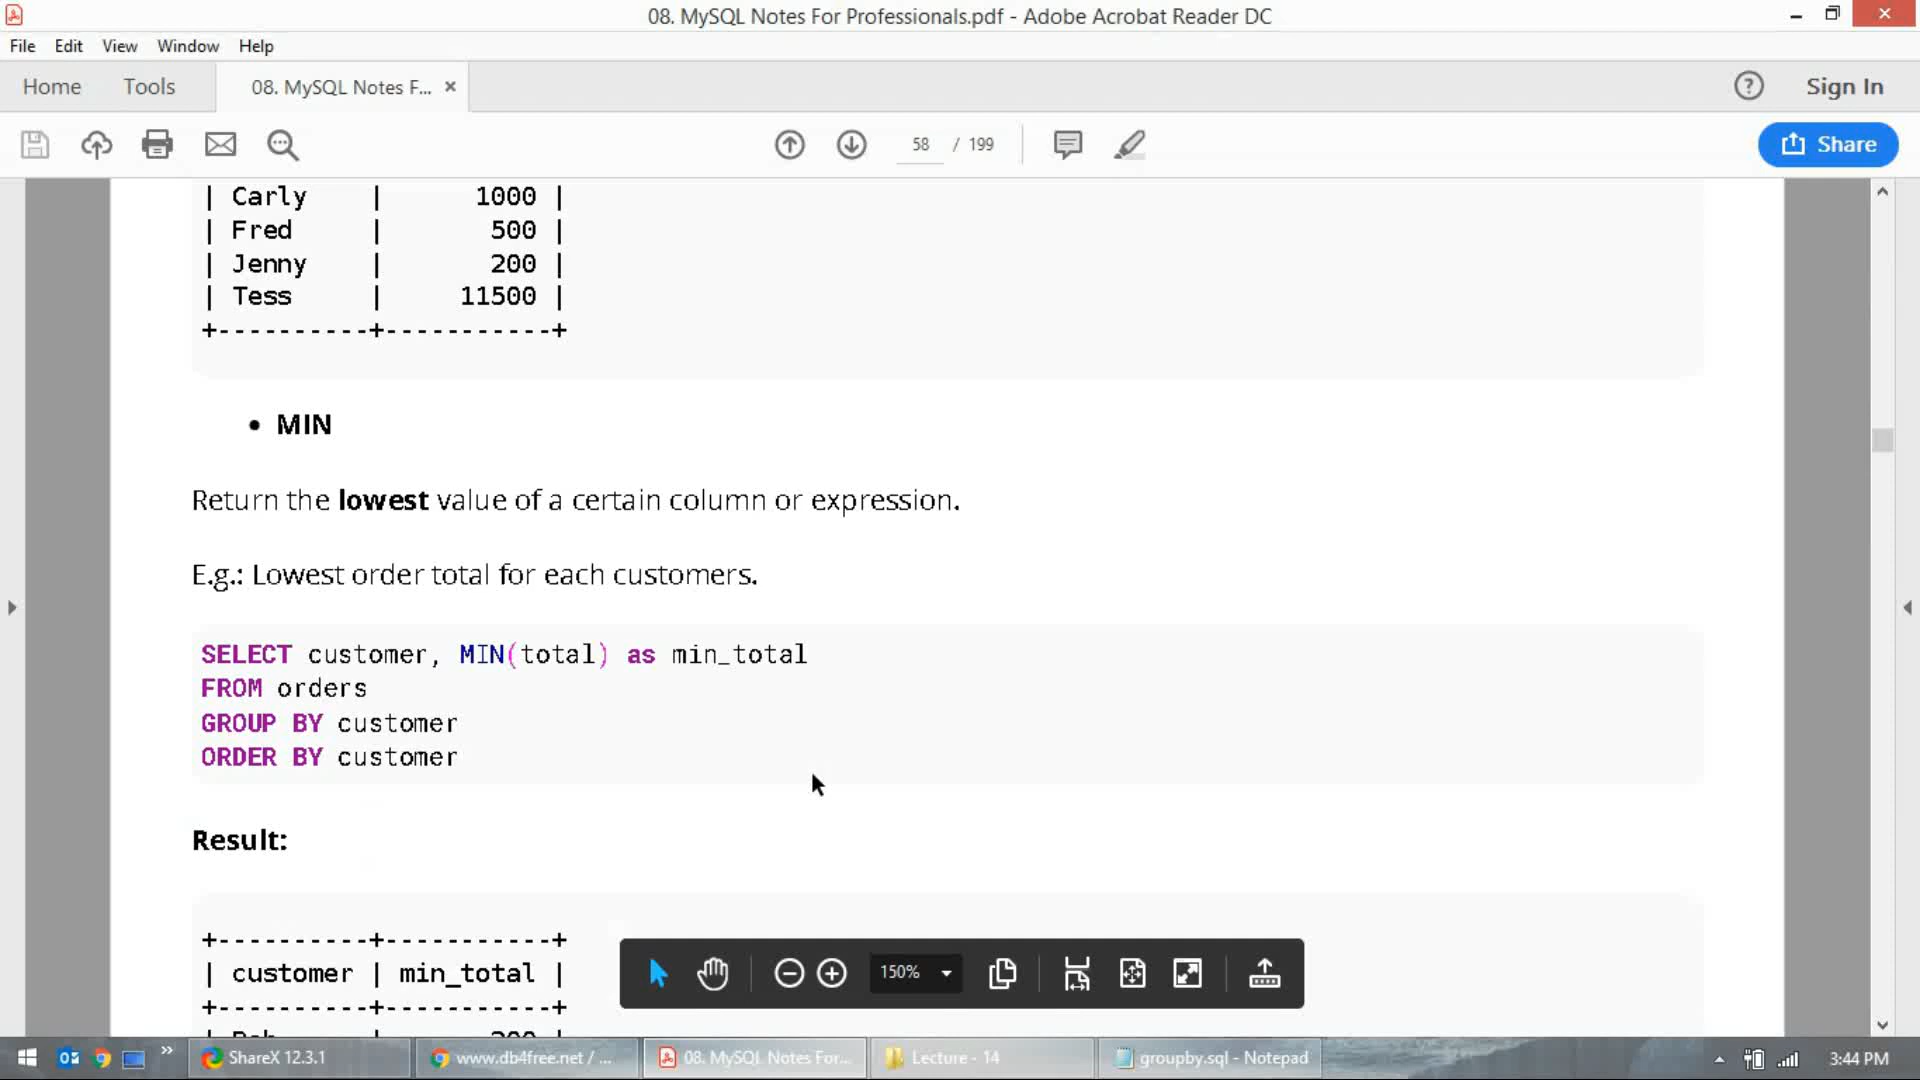 08. MySQL Notes For Professionals.pdf - Adobe Acrobat Reader DC
File Edit View Window Help
Home Tools 08. MySQL Notes F... × Sign In
58 / 199 Share
| Carly | 1000 |
| Fred | 500 |
| Jenny | 200 |
| Tess | 11500 |
+----------+-----------+
• MIN
Return the lowest value of a certain column or expression.
E.g.: Lowest order total for each customers.
SELECT customer, MIN(total) as min_total
FROM orders
GROUP BY customer
ORDER BY customer
Result:
+----------+-----------+
| customer | min_total |
+----------+-----------+
150%
ShareX 12.3.1 www.db4free.net / ... 08. MySQL Notes For... Lecture - 14 groupby.sql - Notepad 3:44 PM